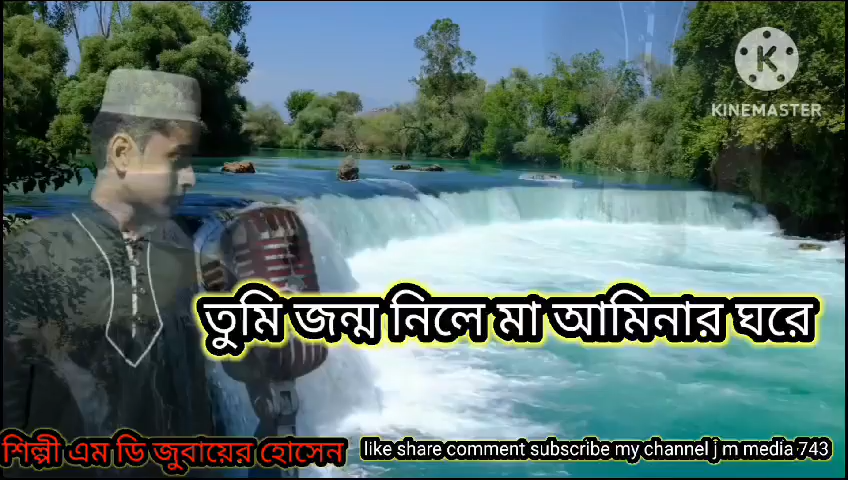 K
KINEMASTER
তুমি জন্ম নিলে মা আমিনার ঘরে
শিল্পী এম ডি জুবায়ের হোসেন
like share comment subscribe my channel j m media 743